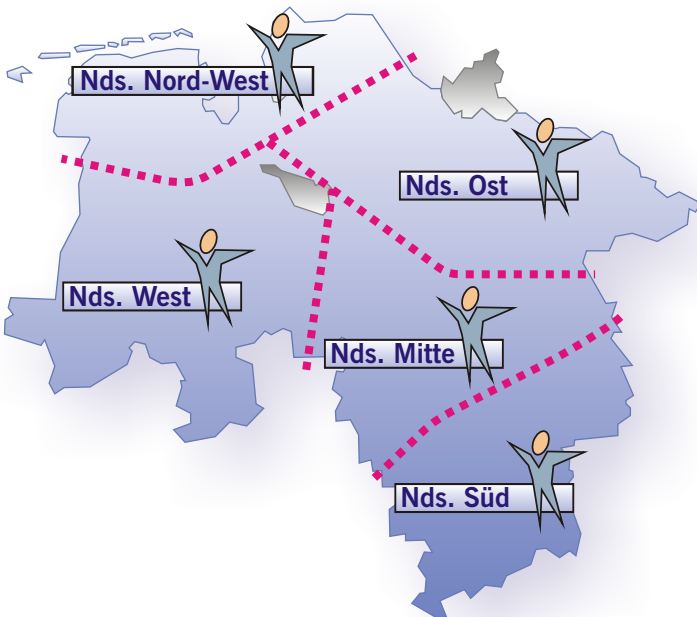 Nds. Nord-West
Nds. Ost
Nds. West
Nds. Mitte
Nds. Süd